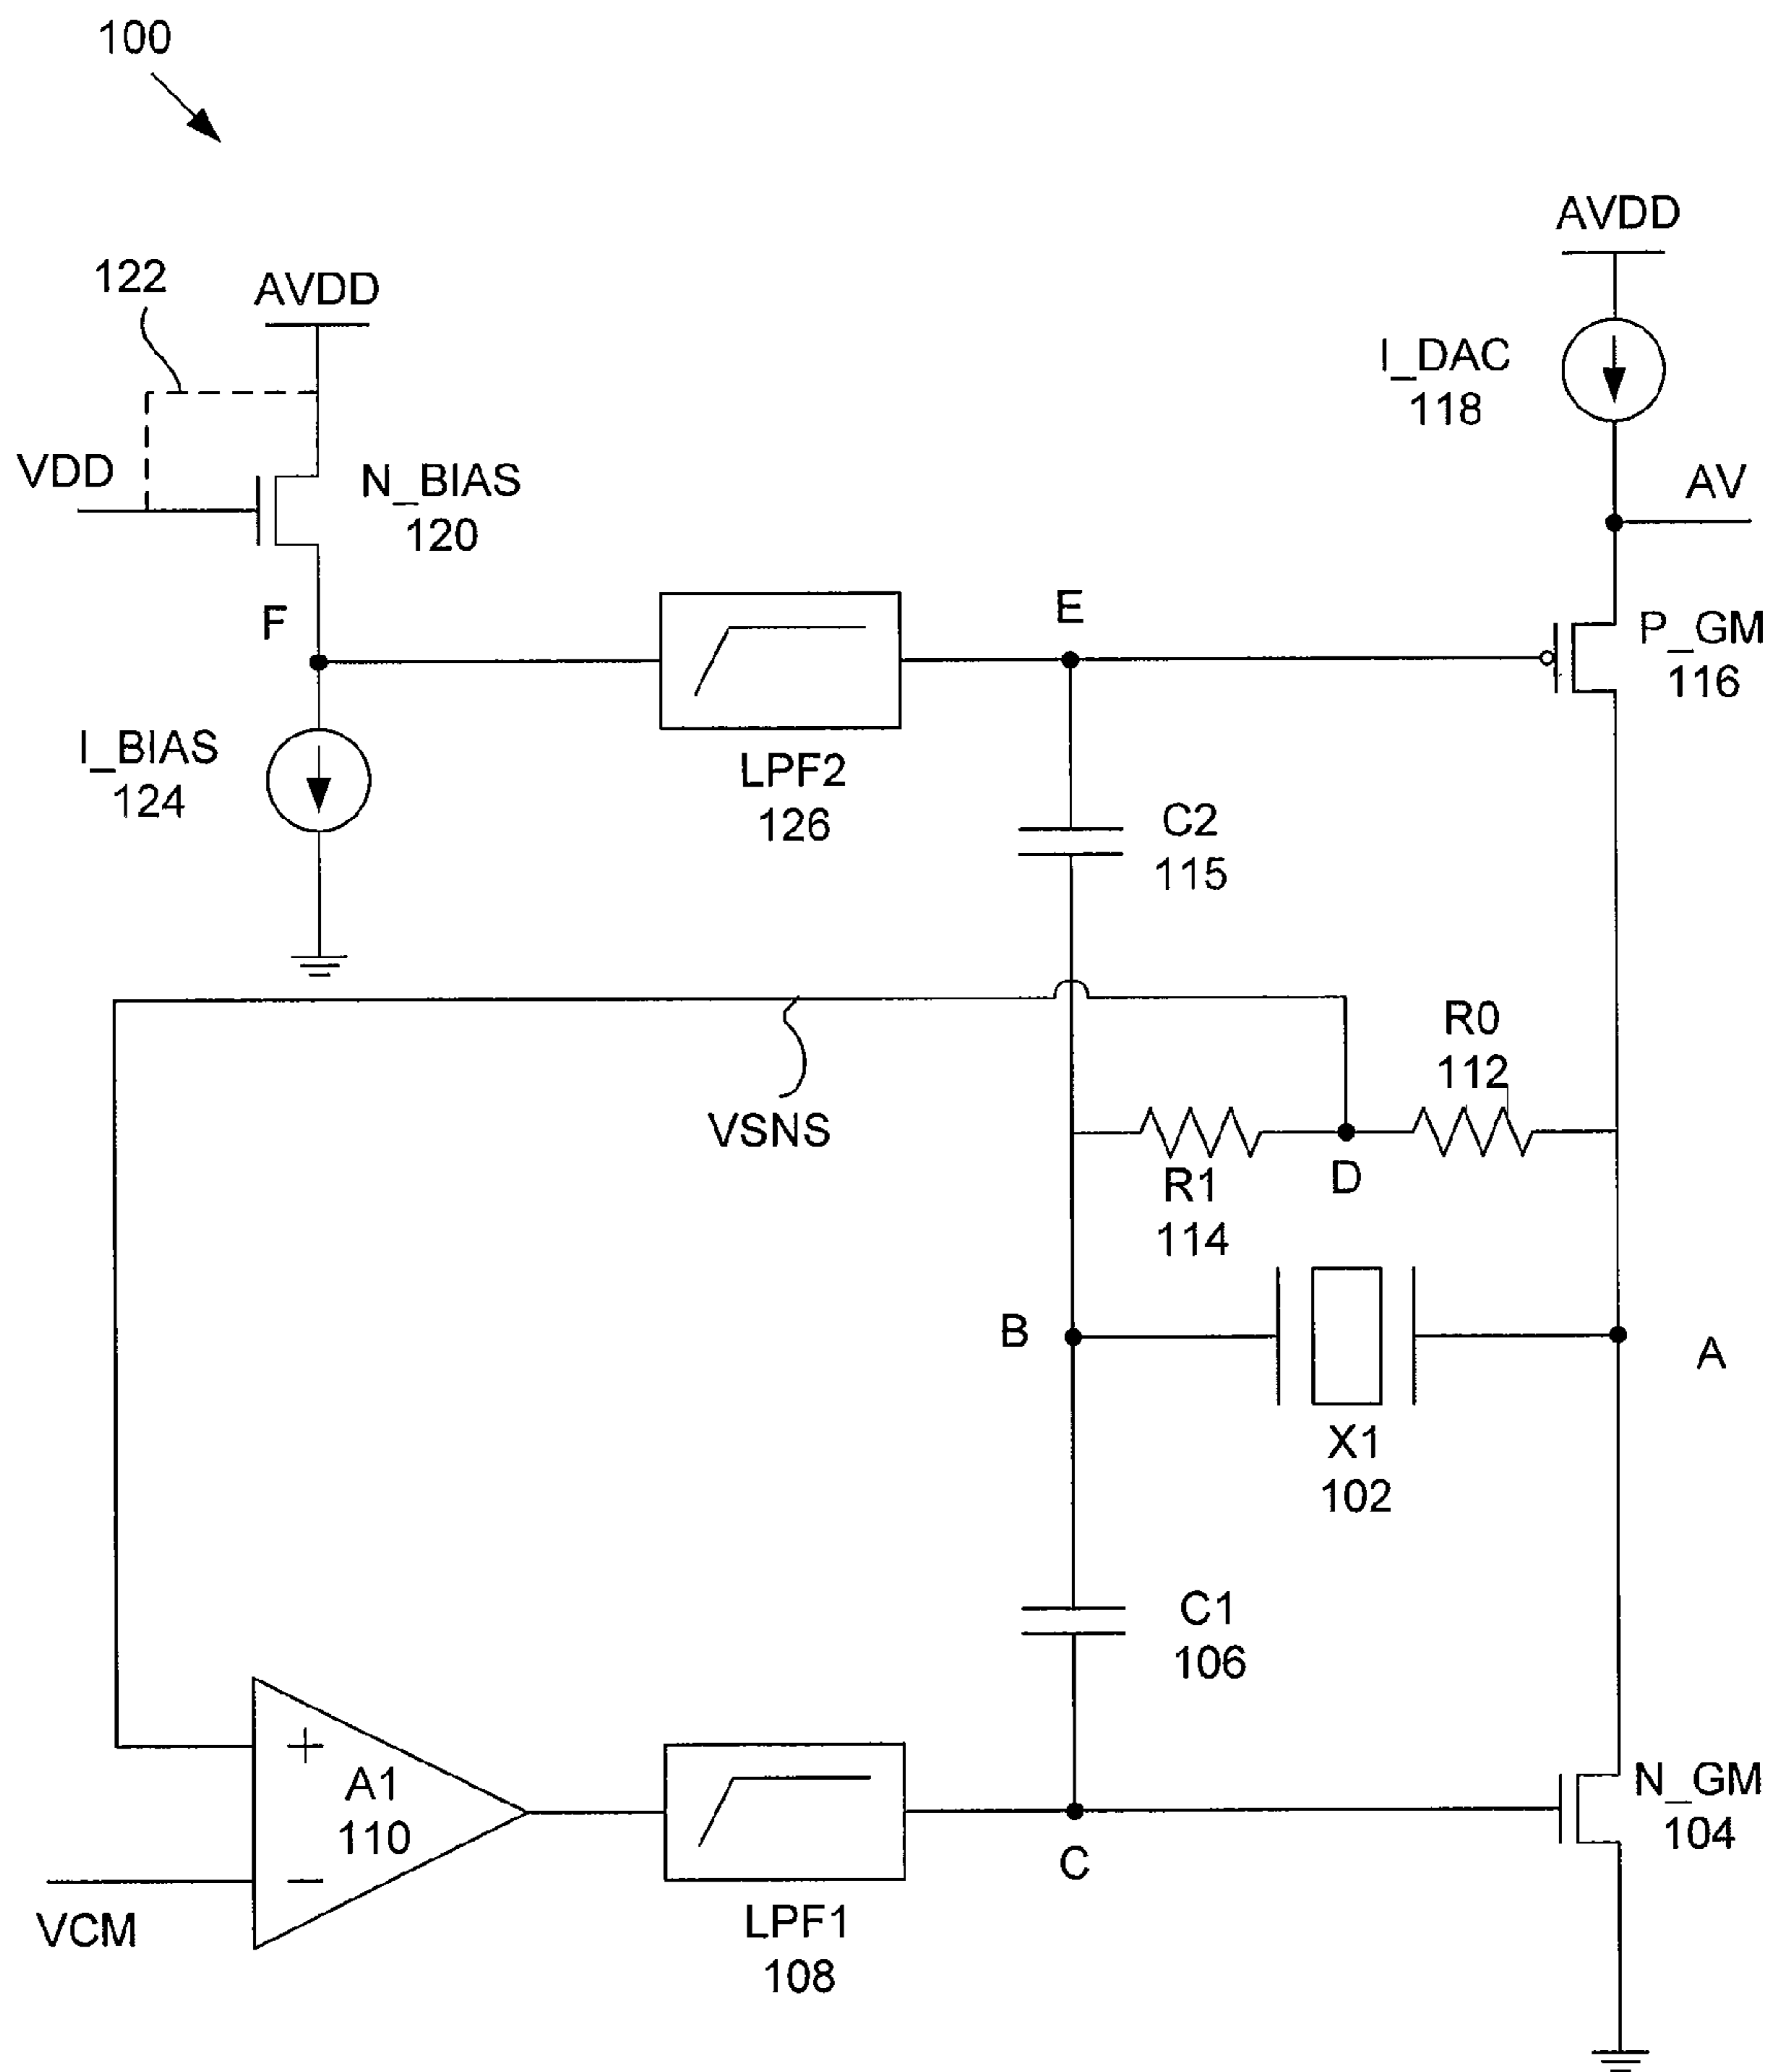 100
AVDD
122
AVDD
I_DAC
118
VDD
N_BIAS
120
AV
F
E
P_GM
116
I_BIAS
124
LPF2
126
C2
115
R0
112
VSNS
R1
114
D
B
A
X1
102
C1
106
+
A1
110
−
VCM
LPF1
108
C
N_GM
104